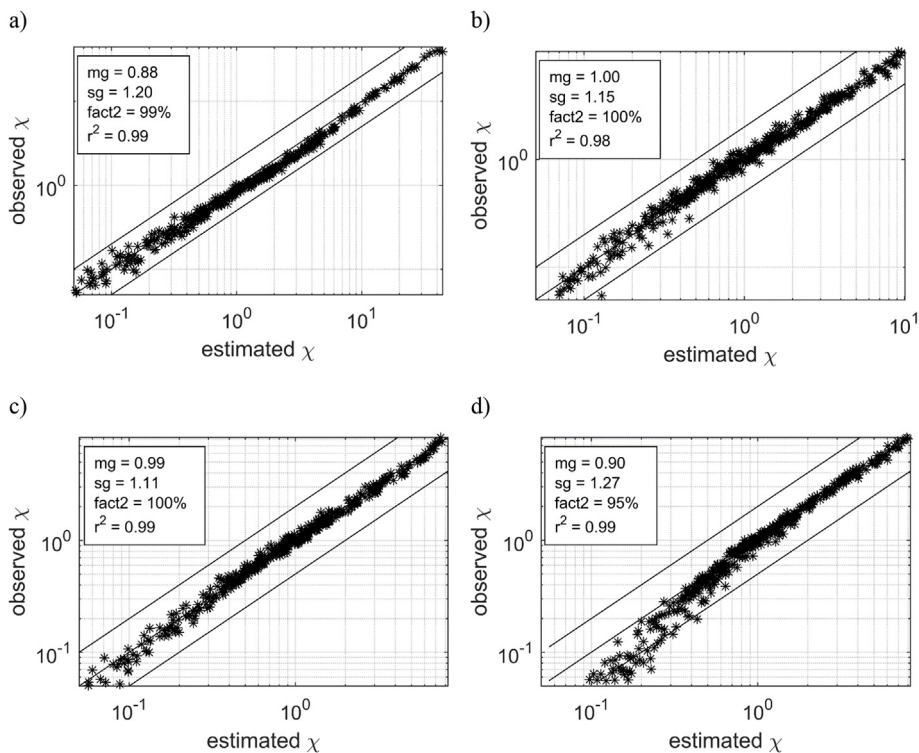 a)
mg = 0.88
sg = 1.20
fact2 = 99%
r² = 0.99
observed χ
10⁰
10⁻¹ 10⁰ 10¹
estimated χ
b)
mg = 1.00
sg = 1.15
fact2 = 100%
r² = 0.98
observed χ
10⁰
10⁻¹ 10⁰ 10¹
estimated χ
c)
mg = 0.99
sg = 1.11
fact2 = 100%
r² = 0.99
observed χ
10⁰
10⁻¹
10⁻¹ 10⁰
estimated χ
d)
mg = 0.90
sg = 1.27
fact2 = 95%
r² = 0.99
observed χ
10⁰
10⁻¹
10⁻¹ 10⁰
estimated χ